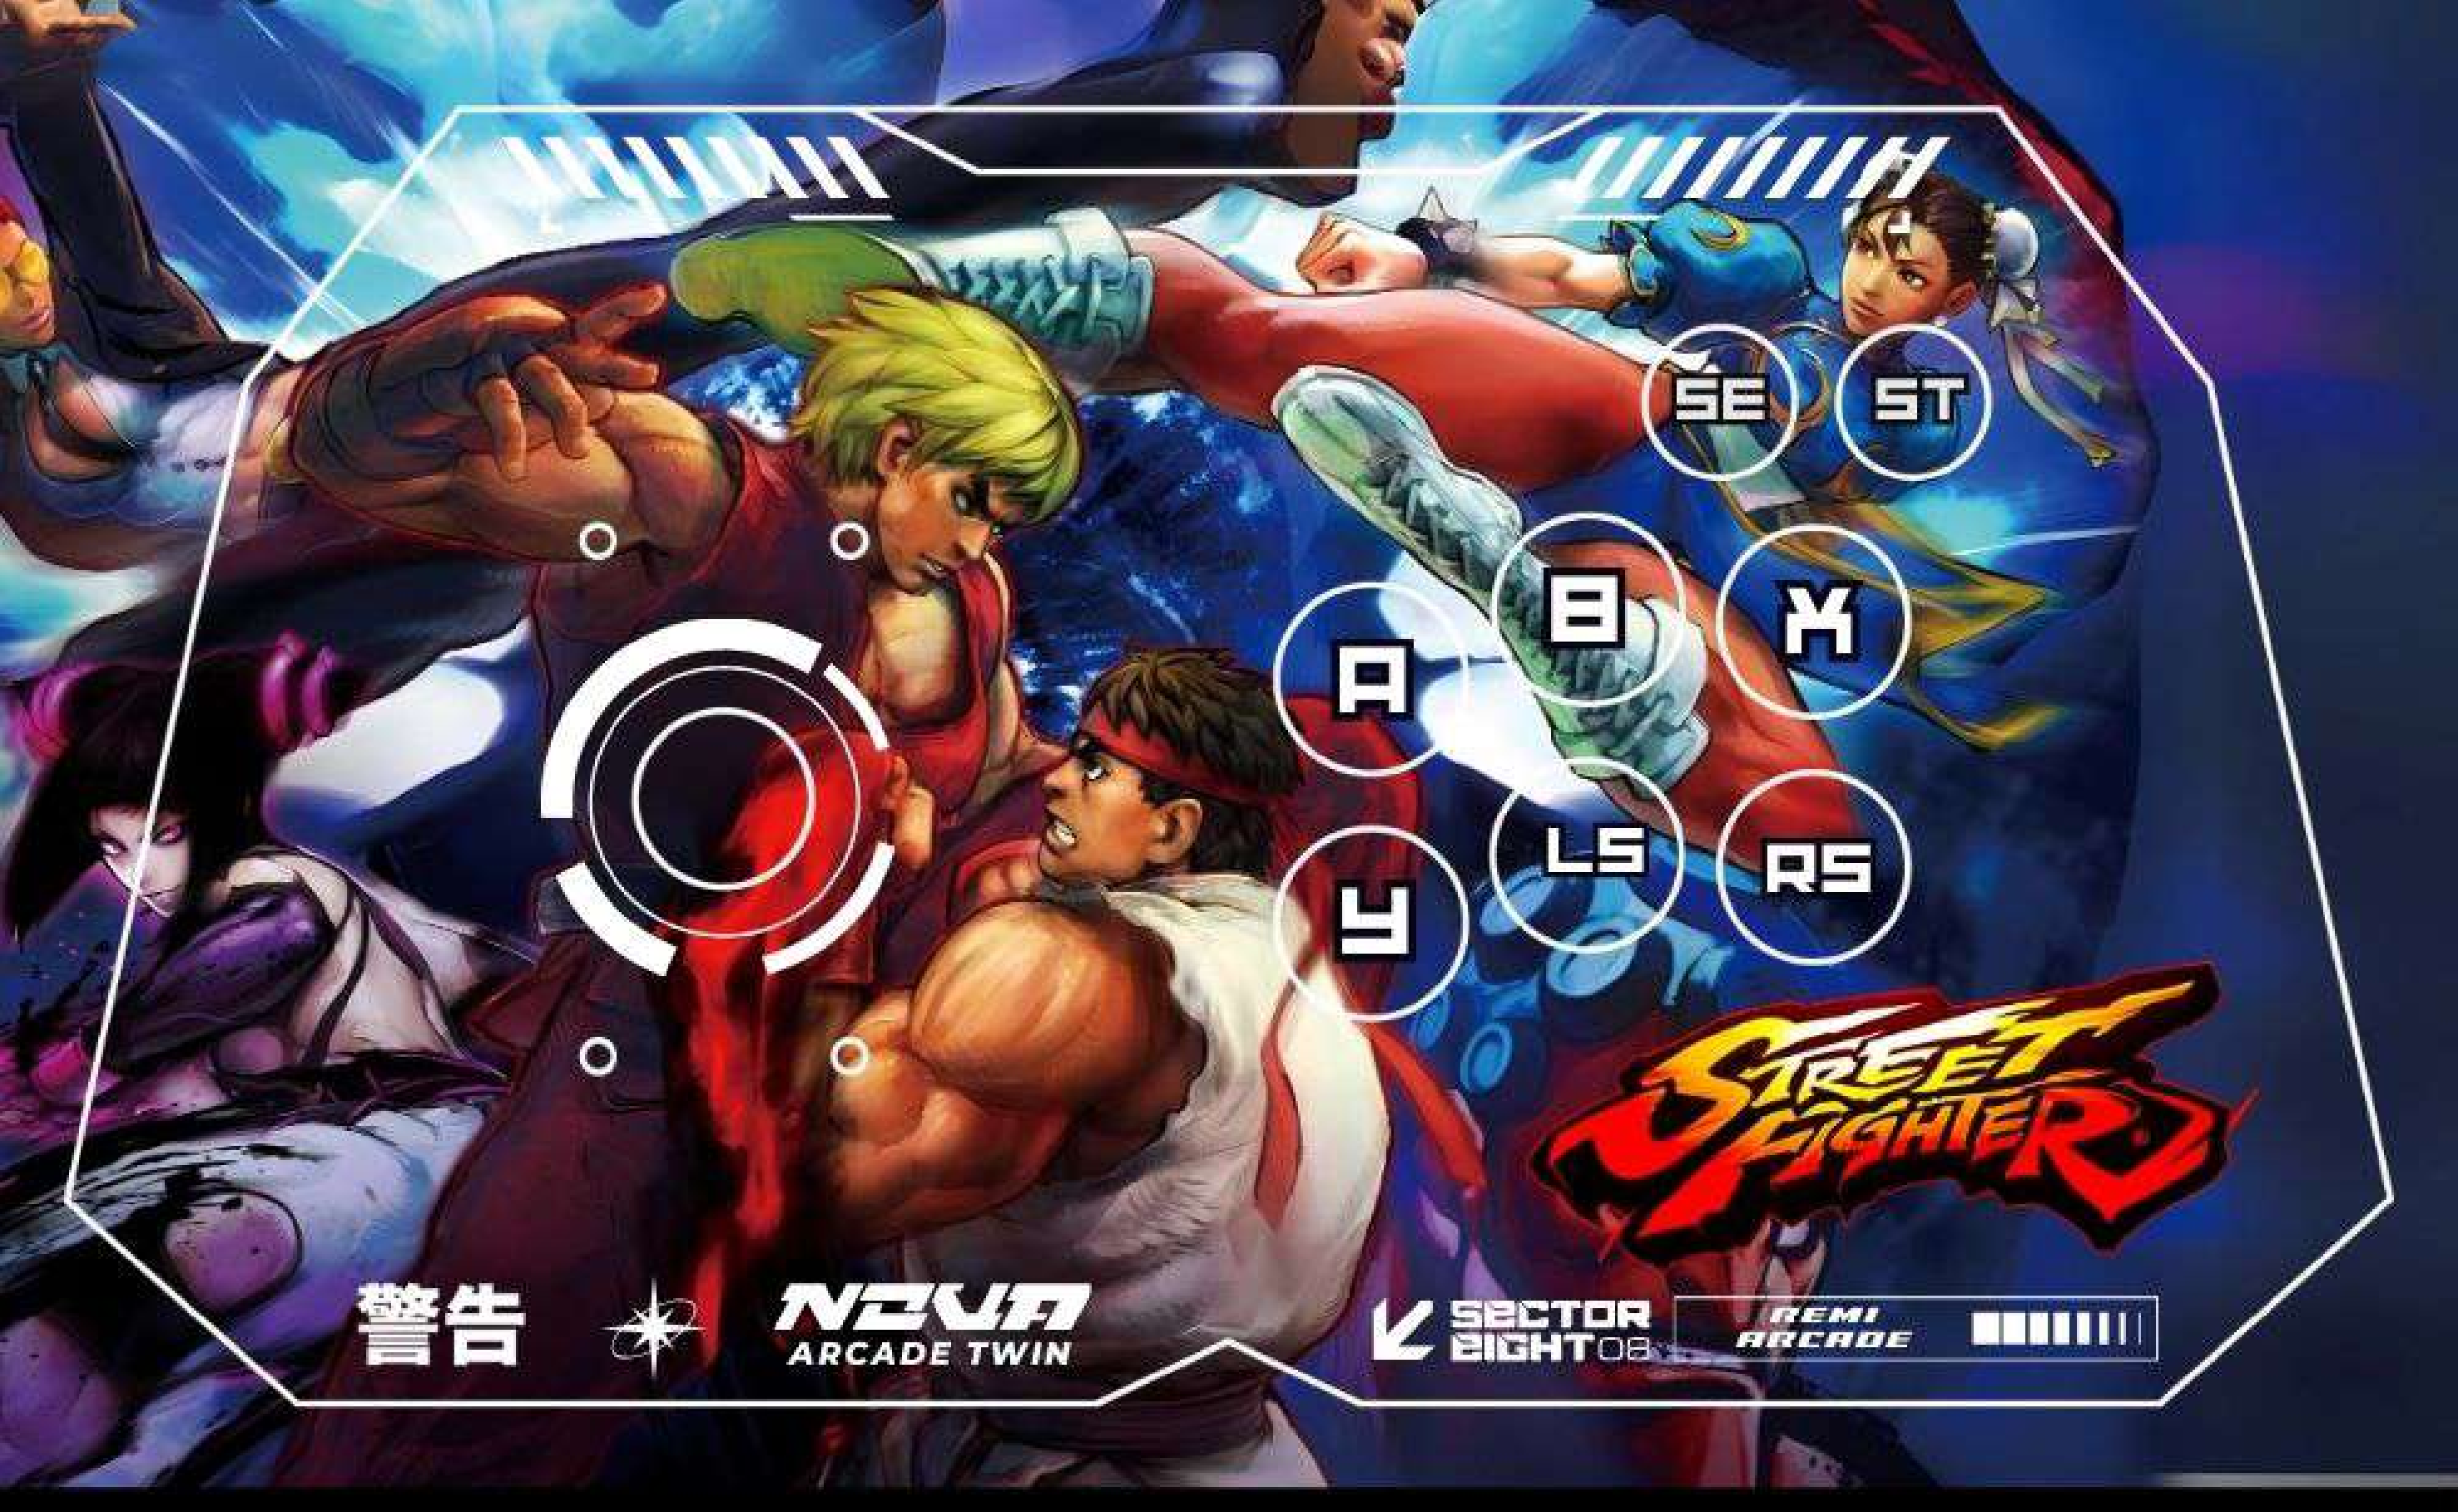 SE ST
A B X
Y LS RS
STREET
FIGHTER
警告
NOVA
ARCADE TWIN
SECTOR
EIGHT08
REMI
ARCADE